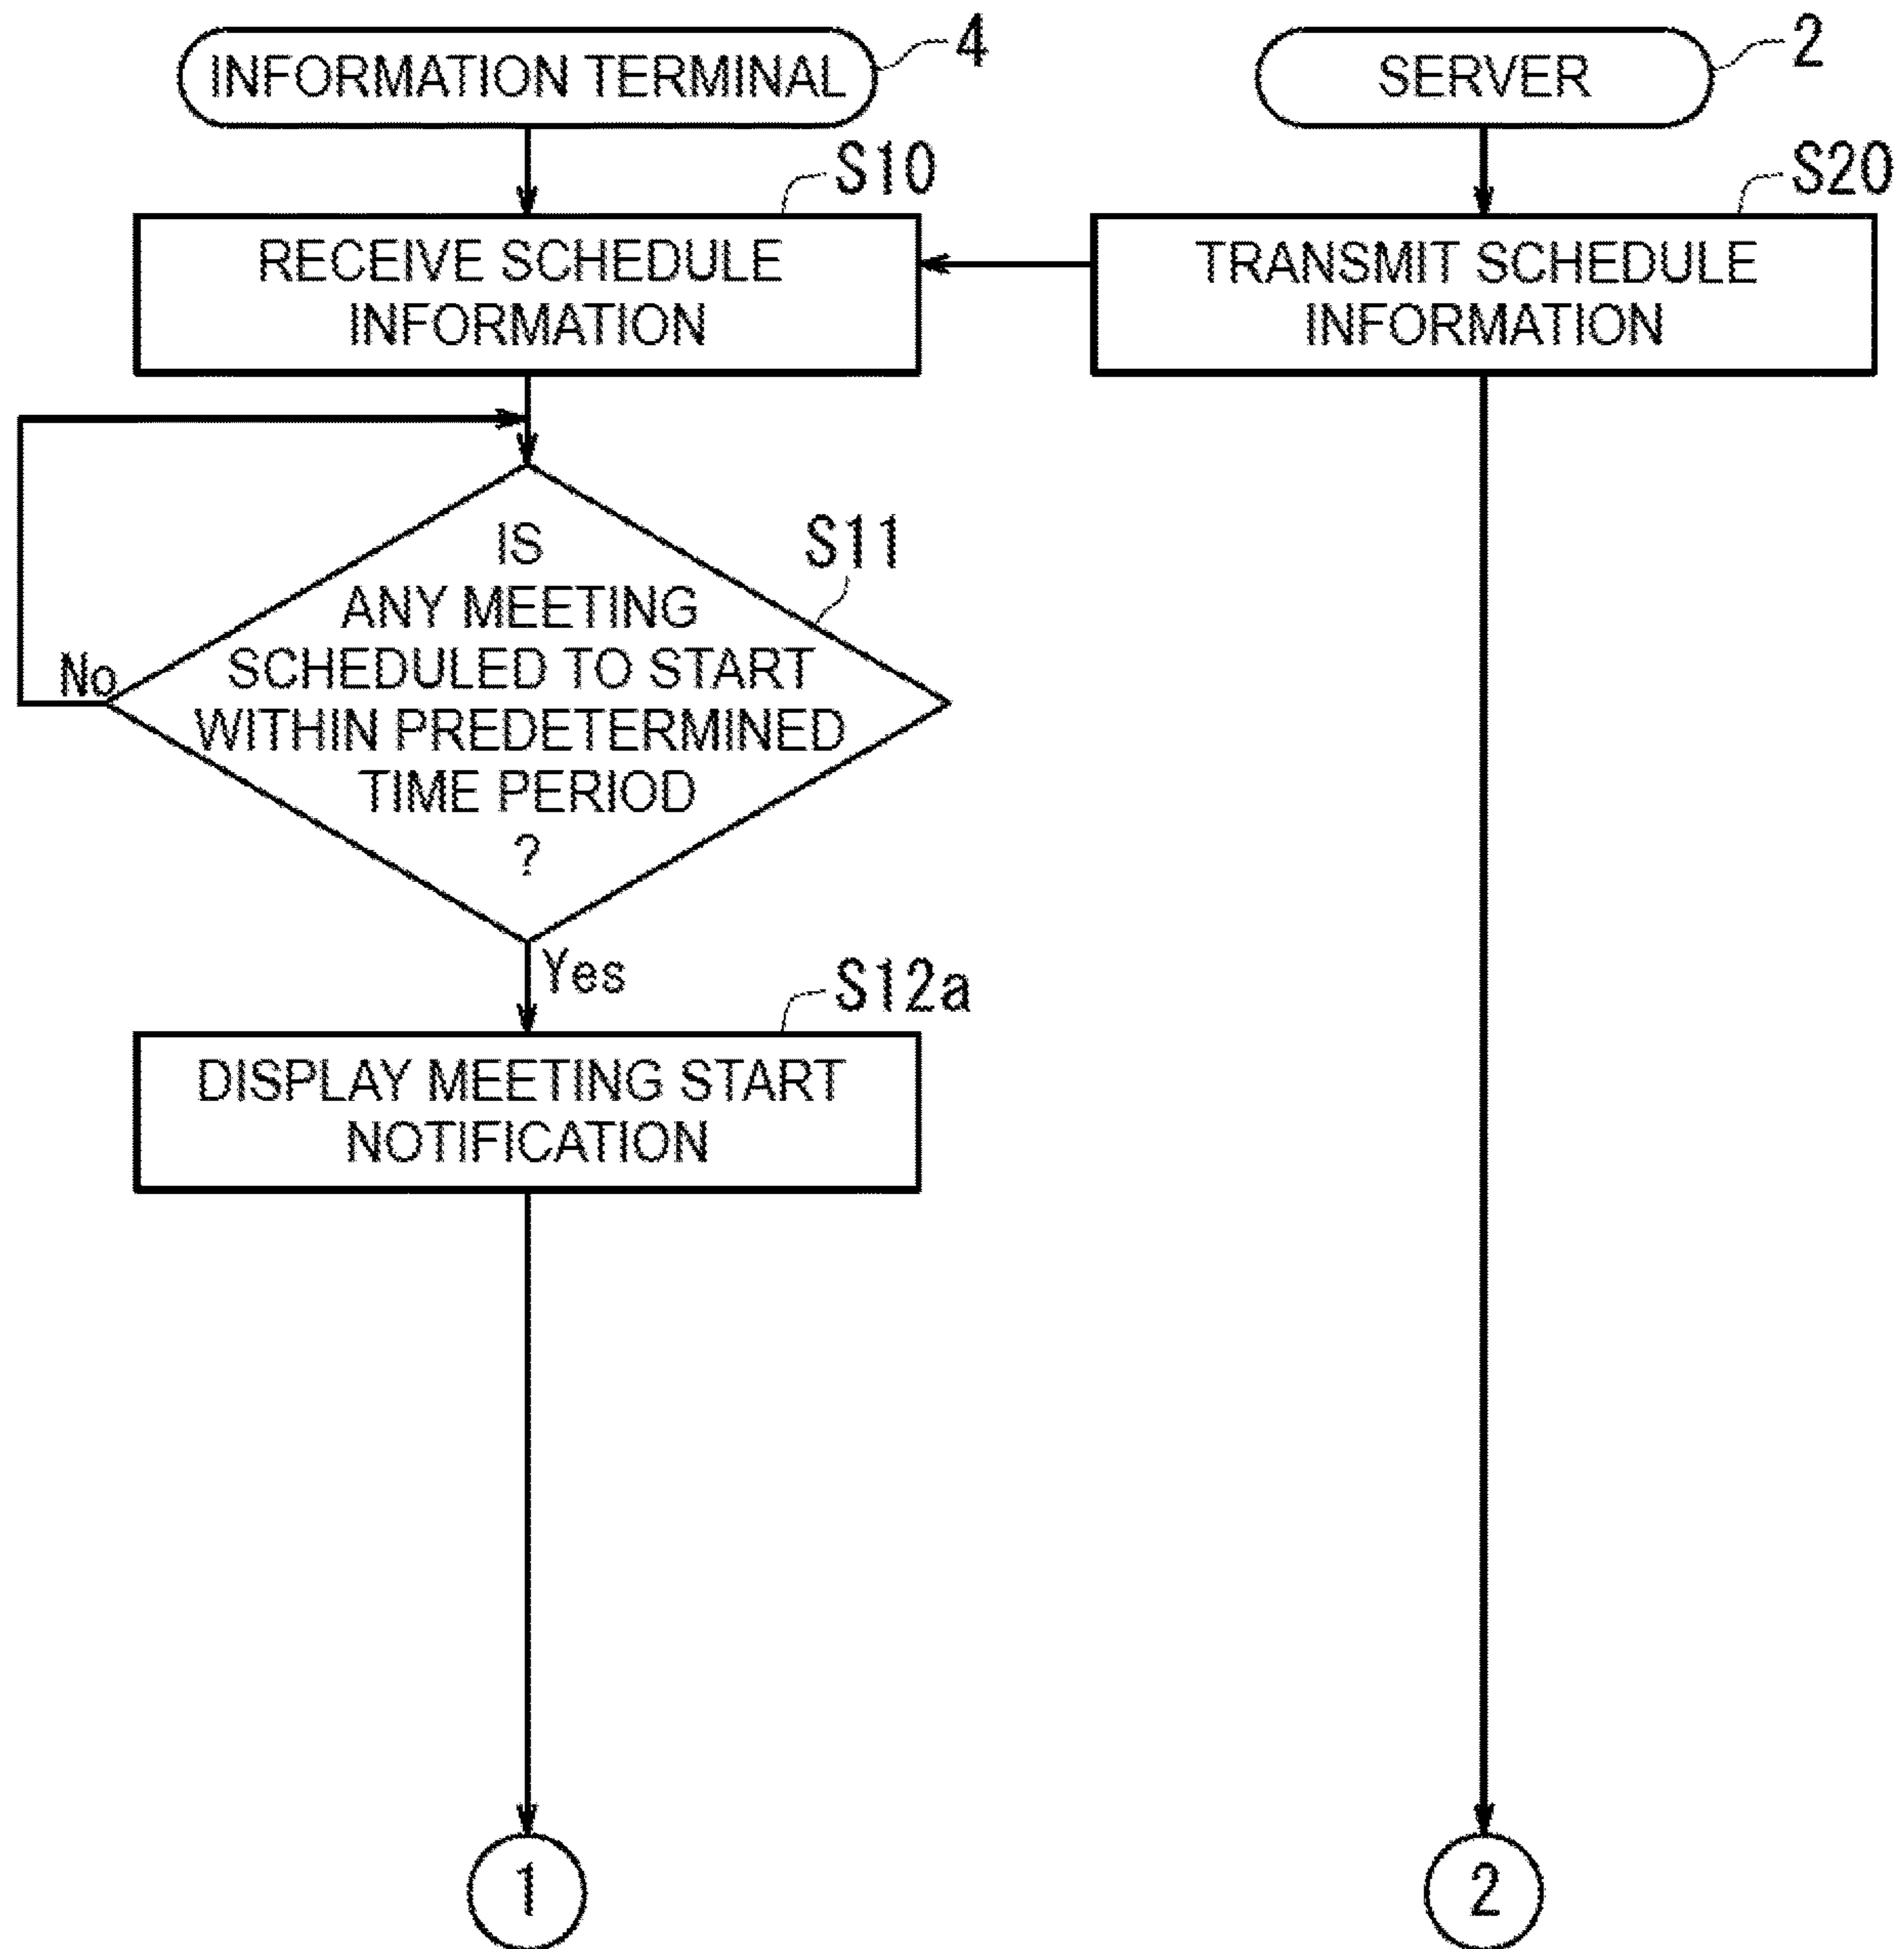 INFORMATION TERMINAL
4
SERVER
2
S10
S20
RECEIVE SCHEDULE
INFORMATION
TRANSMIT SCHEDULE
INFORMATION
S11
IS
ANY MEETING
SCHEDULED TO START
WITHIN PREDETERMINED
TIME PERIOD
?
No
Yes
S12a
DISPLAY MEETING START
NOTIFICATION
1
2